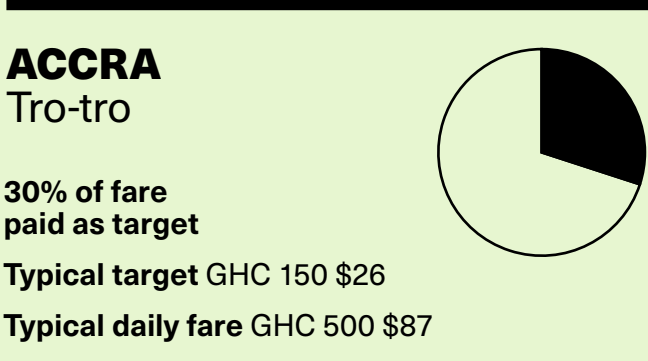 ACCRA
Tro-tro
30% of fare
paid as target
Typical target GHC 150 $26
Typical daily fare GHC 500 $87